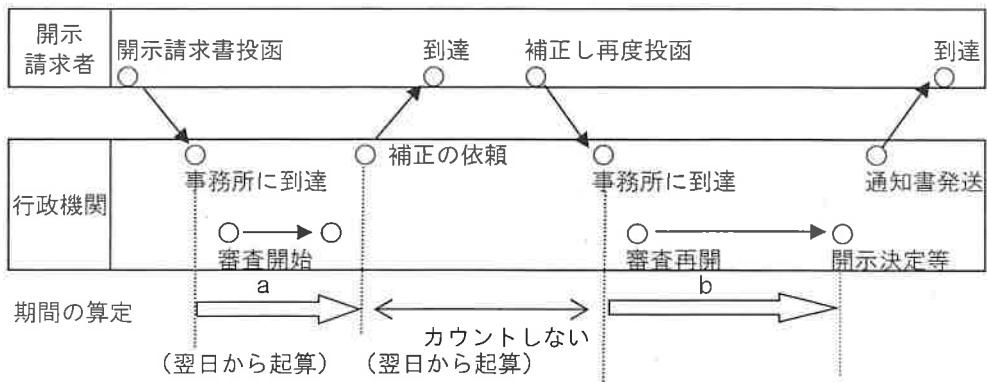 開示
請求者
開示請求書投函
到達
補正し再度投函
到達
行政機関
事務所に到達
補正の依頼
事務所に到達
通知書発送
審査開始
審査再開
開示決定等
期間の算定
a
b
カウントしない
(翌日から起算)
(翌日から起算)